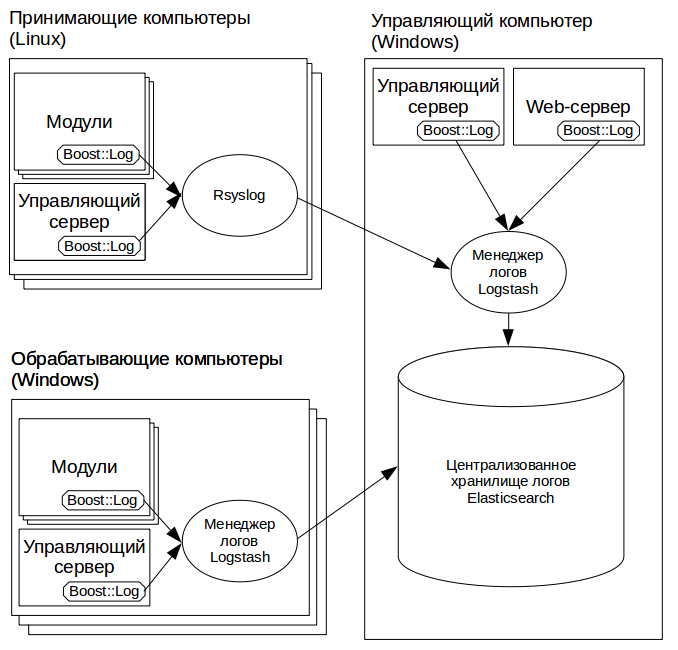 Принимающие компьютеры
(Linux)
Модули
Boost::Log
Управляющий
сервер
Boost::Log
Rsyslog
Управляющий компьютер
(Windows)
Управляющий
сервер
Boost::Log
Web-сервер
Boost::Log
Менеджер
логов
Logstash
Централизованное
хранилище логов
Elasticsearch
Обрабатывающие компьютеры
(Windows)
Модули
Boost::Log
Управляющий
сервер
Boost::Log
Менеджер
логов
Logstash